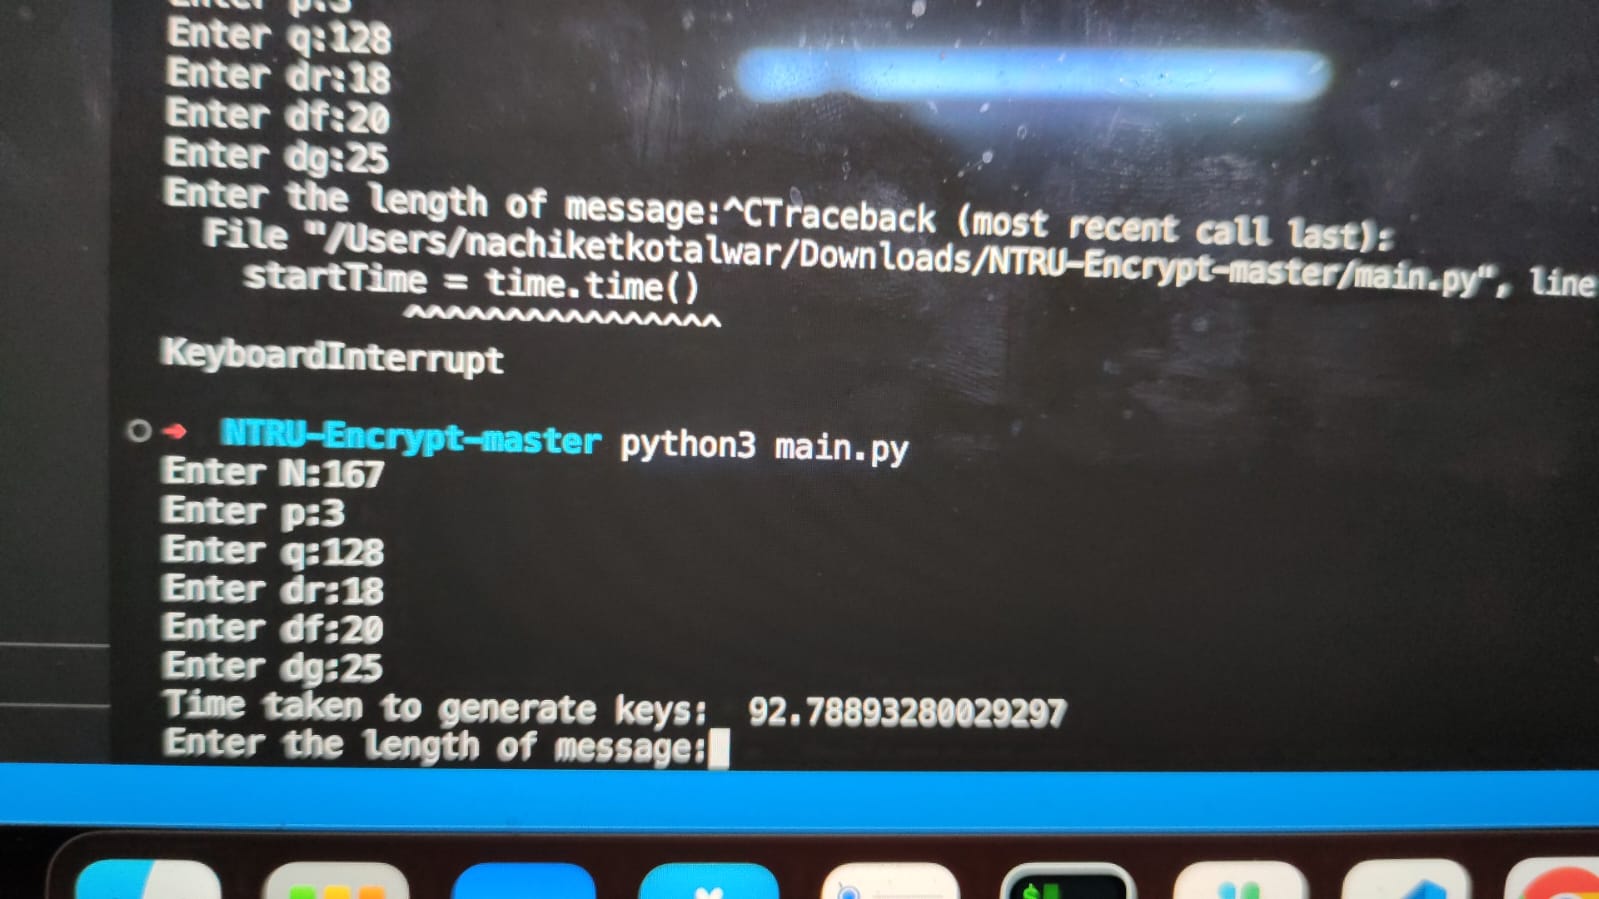 Enter p:3
Enter q:128
Enter dr:18
Enter df:20
Enter dg:25
Enter the length of message:^CTraceback (most recent call last):
File "/Users/nachiketkotalwar/Downloads/NTRU-Encrypt-master/main.py", line
startTime = time.time()
^^^^^^^^^^^^^^^^
KeyboardInterrupt
NTRU-Encrypt-master python3 main.py
Enter N:167
Enter p:3
Enter q:128
Enter dr:18
Enter df:20
Enter dg:25
Time taken to generate keys:  92.78893280029297
Enter the length of message: